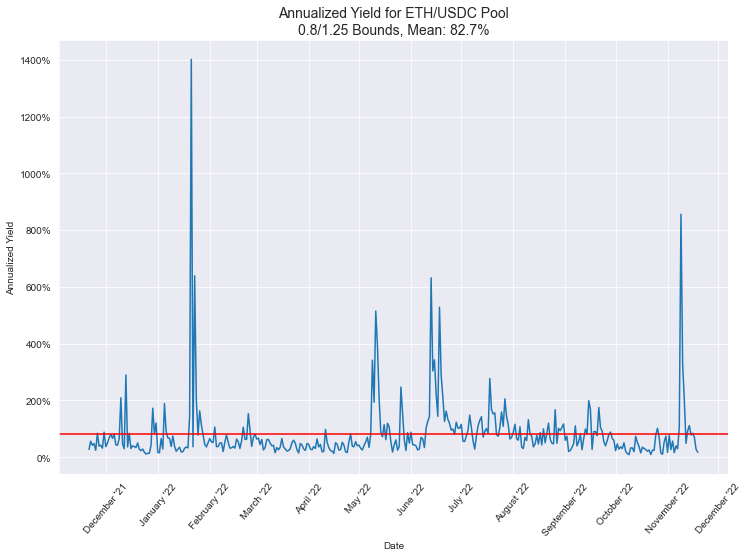 Annualized Yield for ETH/USDC Pool
0.8/1.25 Bounds, Mean: 82.7%
Annualized Yield
1400%
1200%
1000%
800%
600%
400%
200%
0%
December '21
January '22
February '22
March '22
April '22
May '22
June '22
July '22
August '22
September '22
October '22
November '22
December '22
Date